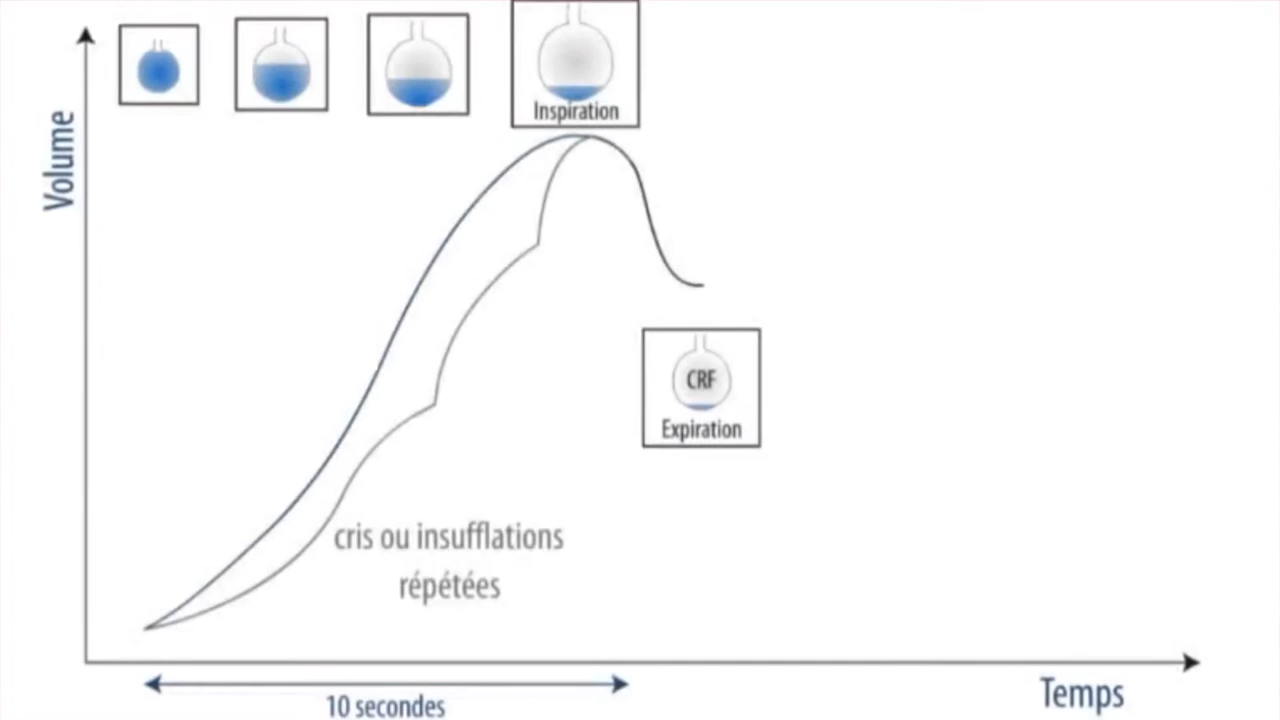 Inspiration
Volume
CRF
Expiration
cris ou insufflations
répétées
Temps
10 secondes